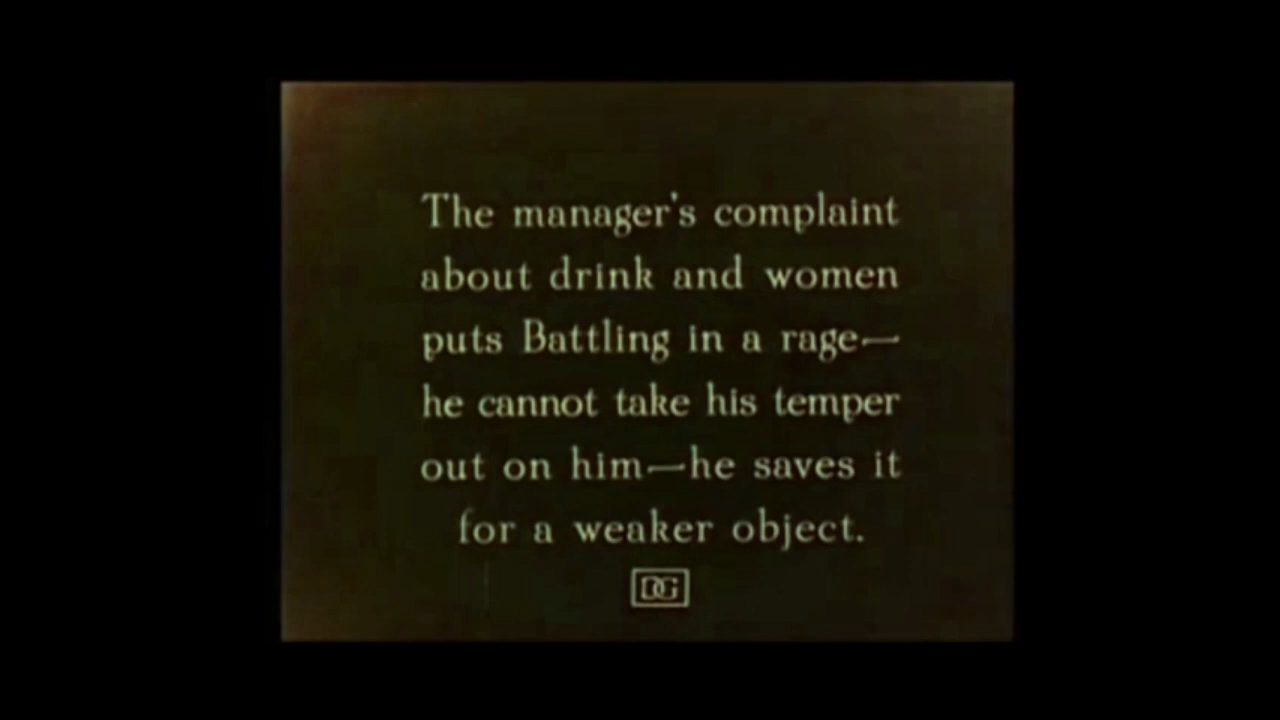 The manager's complaint
about drink and women
puts Battling in a rage—
he cannot take his temper
out on him—he saves it
for a weaker object.
DG